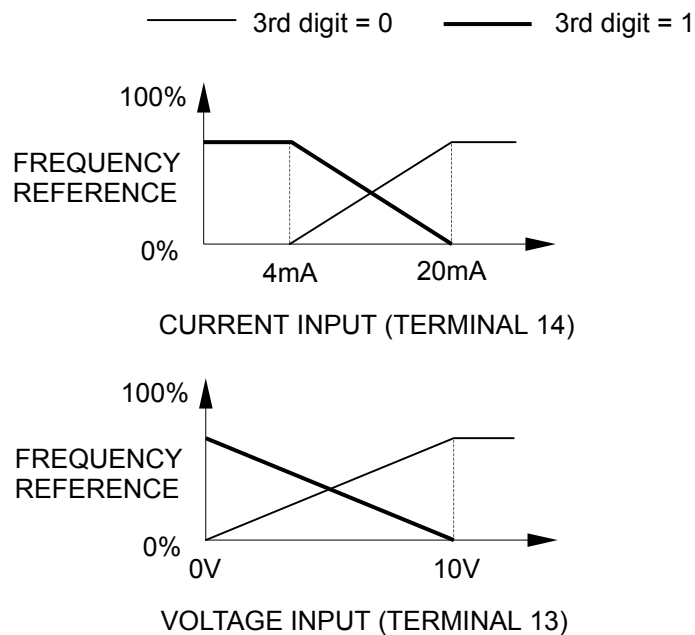 3rd digit = 0
3rd digit = 1
100%
FREQUENCY
REFERENCE
0%
4mA
20mA
CURRENT INPUT (TERMINAL 14)
100%
FREQUENCY
REFERENCE
0%
0V
10V
VOLTAGE INPUT (TERMINAL 13)